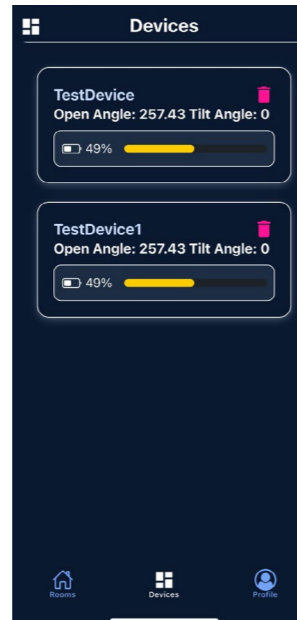 Devices
TestDevice
Open Angle: 257.43 Tilt Angle: 0
49%
TestDevice1
Open Angle: 257.43 Tilt Angle: 0
49%
Rooms
Devices
Profile